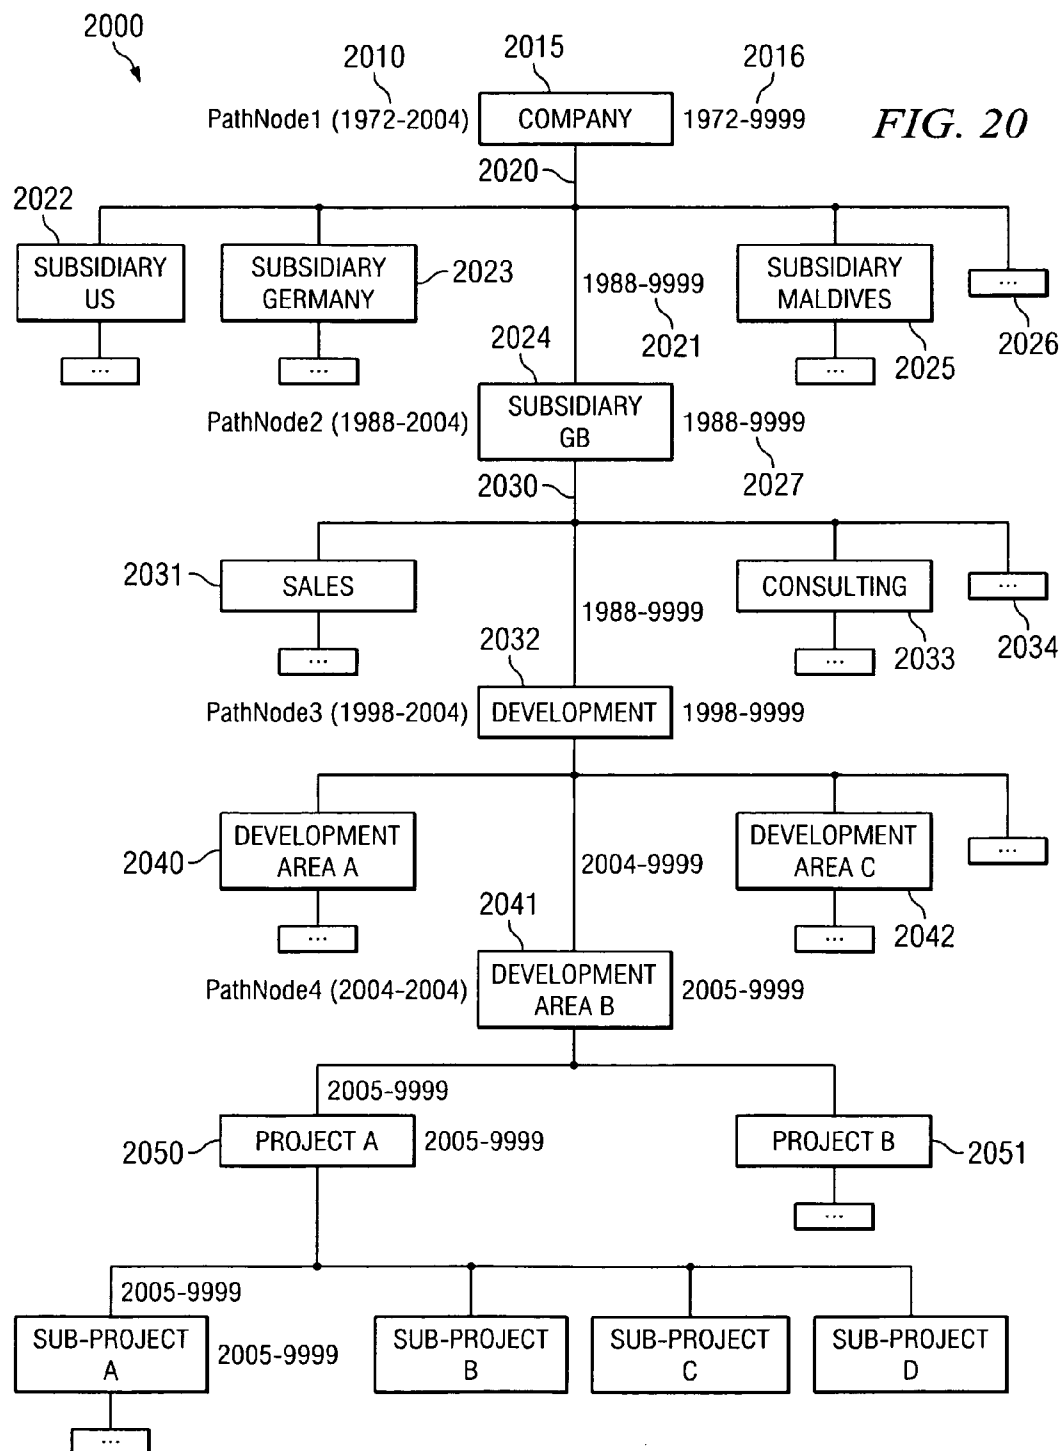 2000
2010
2015
2016
PathNode1 (1972-2004)
COMPANY
1972-9999
FIG. 20
2020
2022
SUBSIDIARY
US
SUBSIDIARY
GERMANY
2023
1988-9999
2021
SUBSIDIARY
MALDIVES
2025
...
2026
...
...
...
2024
PathNode2 (1988-2004)
SUBSIDIARY
GB
1988-9999
2027
2030
2031
SALES
...
1988-9999
CONSULTING
2033
...
...
2034
2032
PathNode3 (1998-2004)
DEVELOPMENT
1998-9999
2040
DEVELOPMENT
AREA A
...
2004-9999
DEVELOPMENT
AREA C
2042
...
...
2041
PathNode4 (2004-2004)
DEVELOPMENT
AREA B
2005-9999
2005-9999
2050
PROJECT A
2005-9999
PROJECT B
2051
...
2005-9999
SUB-PROJECT
A
2005-9999
...
SUB-PROJECT
B
SUB-PROJECT
C
SUB-PROJECT
D